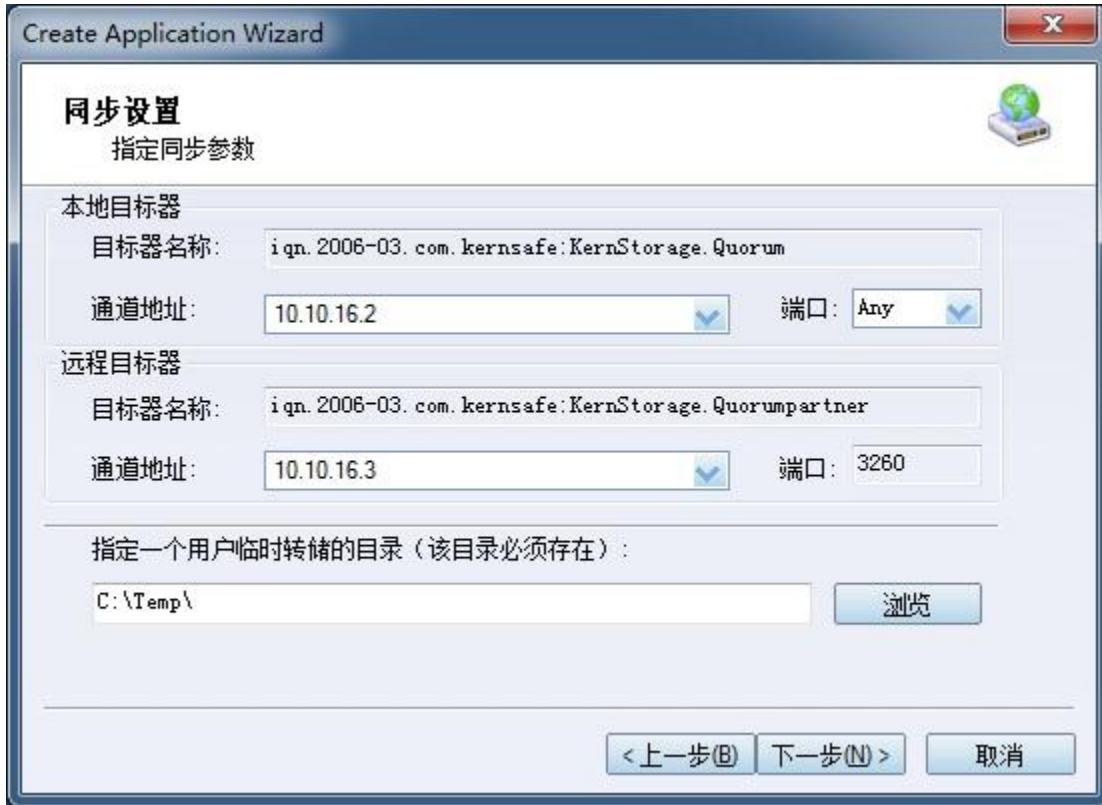 Create Application Wizard
同步设置
指定同步参数
本地目标器
目标器名称: iqn.2006-03.com.kernsafe:KernStorage.Quorum
通道地址: 10.10.16.2 端口: Any
远程目标器
目标器名称: iqn.2006-03.com.kernsafe:KernStorage.Quorumpartner
通道地址: 10.10.16.3 端口: 3260
指定一个用户临时转储的目录（该目录必须存在）:
C:\Temp\ 浏览
<上一步(B) 下一步(N)> 取消